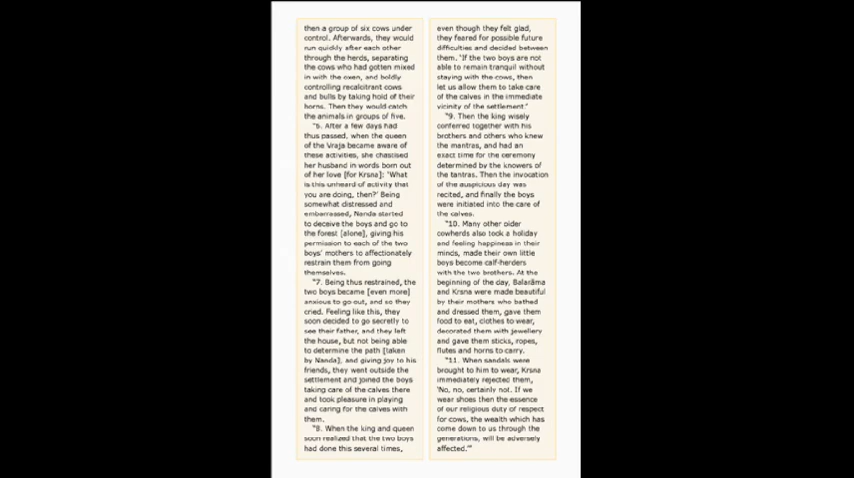 then a group of six cows under
control. Afterwards, they would
run quickly after each other
through the herds, separating
the cows who had gotten mixed
in with the oxen, and boldly
controlling recalcitrant cows
and bulls by taking hold of their
horns. Then they would catch
the animals in groups of five.
"6. After a few days had
thus passed, when the queen
of the Vraja became aware of
these activities, she chastised
her husband in words born out
of her love [for Krsna]: 'What
is this unheard of activity that
you are doing, then?' Being
somewhat distressed and
embarrassed, Nanda started
to deceive the boys and go to
the forest [alone], giving his
permission to each of the two
boys' mothers to affectionately
restrain them from going
themselves.
"7. Being thus restrained, the
two boys became [even more]
anxious to go out, and so they
cried. Feeling like this, they
soon decided to go secretly to
see their father, and they left
the house, but not being able
to determine the path [taken
by Nanda], and giving joy to his
friends, they went outside the
settlement and joined the boys
taking care of the calves there
and took pleasure in playing
and caring for the calves with
them.
"8. When the king and queen
soon realized that the two boys
had done this several times,
even though they felt glad,
they feared for possible future
difficulties and decided between
them. 'If the two boys are not
able to remain tranquil without
staying with the cows, then
let us allow them to take care
of the calves in the immediate
vicinity of the settlement.'
"9. Then the king wisely
conferred together with his
brothers and others who knew
the mantras, and had an
exact time for the ceremony
determined by the knowers of
the tantras. Then the invocation
of the auspicious day was
recited, and finally the boys
were initiated into the care of
the calves.
"10. Many other older
cowherds also took a holiday
and feeling happiness in their
minds, made their own little
boys become calf-herders
with the two brothers. At the
beginning of the day, Balarāma
and Krsna were made beautiful
by their mothers who bathed
and dressed them, gave them
food to eat, clothes to wear,
decorated them with jewellery
and gave them sticks, ropes,
flutes and horns to carry.
"11. When sandals were
brought to him to wear, Krsna
immediately rejected them,
'No, no, certainly not. If we
wear shoes then the essence
of our religious duty of respect
for cows, the wealth which has
come down to us through the
generations, will be adversely
affected.'"